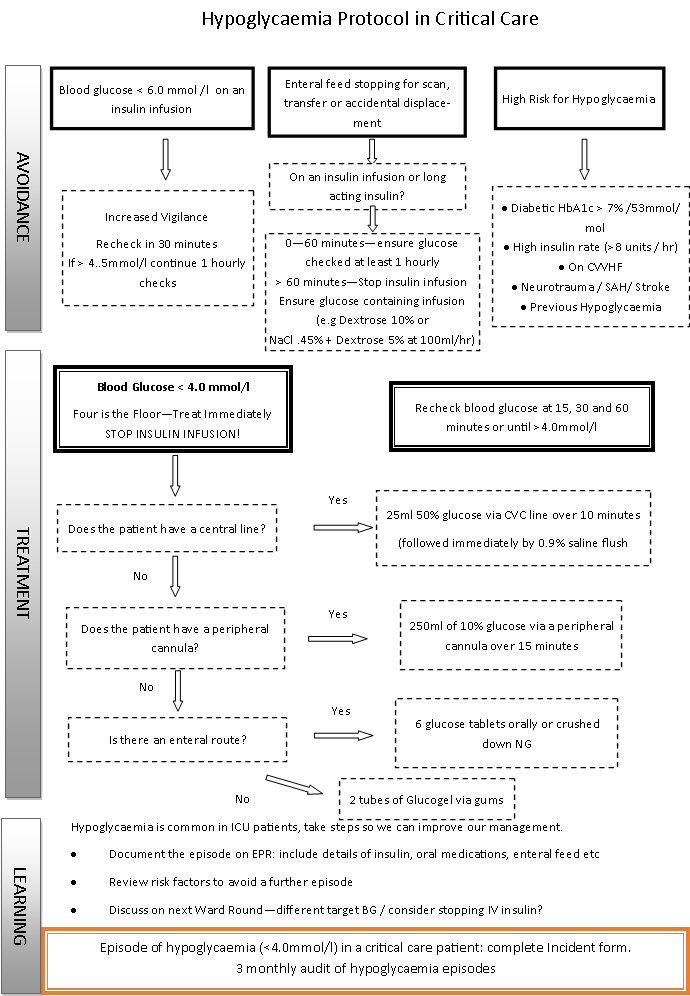 Hypoglycaemia Protocol in Critical Care
AVOIDANCE
Blood glucose < 6.0 mmol /l on an
insulin infusion
Increased Vigilance
Recheck in 30 minutes
If > 4..5mmol/l continue 1 hourly
checks
Enteral feed stopping for scan,
transfer or accidental displace-
ment
On an insulin infusion or long
acting insulin?
0—60 minutes—ensure glucose
checked at least 1 hourly
> 60 minutes—Stop insulin infusion
Ensure glucose containing infusion
(e.g Dextrose 10% or
NaCl .45% + Dextrose 5% at 100ml/hr)
High Risk for Hypoglycaemia
● Diabetic HbA1c > 7% /53mmol/
mol
● High insulin rate (>8 units / hr)
● On CVVHF
● Neurotrauma / SAH/ Stroke
● Previous Hypoglycaemia
TREATMENT
Blood Glucose < 4.0 mmol/l
Four is the Floor—Treat Immediately
STOP INSULIN INFUSION!
Recheck blood glucose at 15, 30 and 60
minutes or until >4.0mmol/l
Does the patient have a central line?
Yes
25ml 50% glucose via CVC line over 10 minutes
(followed immediately by 0.9% saline flush
No
Does the patient have a peripheral
cannula?
Yes
250ml of 10% glucose via a peripheral
cannula over 15 minutes
No
Is there an enteral route?
Yes
6 glucose tablets orally or crushed
down NG
No
2 tubes of Glucogel via gums
LEARNING
Hypoglycaemia is common in ICU patients, take steps so we can improve our management.
● Document the episode on EPR: include details of insulin, oral medications, enteral feed etc
● Review risk factors to avoid a further episode
● Discuss on next Ward Round—different target BG / consider stopping IV insulin?
Episode of hypoglycaemia (<4.0mmol/l) in a critical care patient: complete Incident form.
3 monthly audit of hypoglycaemia episodes